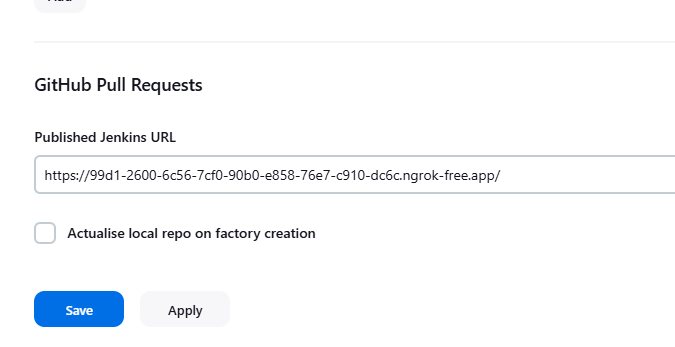 Add
GitHub Pull Requests
Published Jenkins URL
https://99d1-2600-6c56-7cf0-90b0-e858-76e7-c910-dc6c.ngrok-free.app/
Actualise local repo on factory creation
Save
Apply